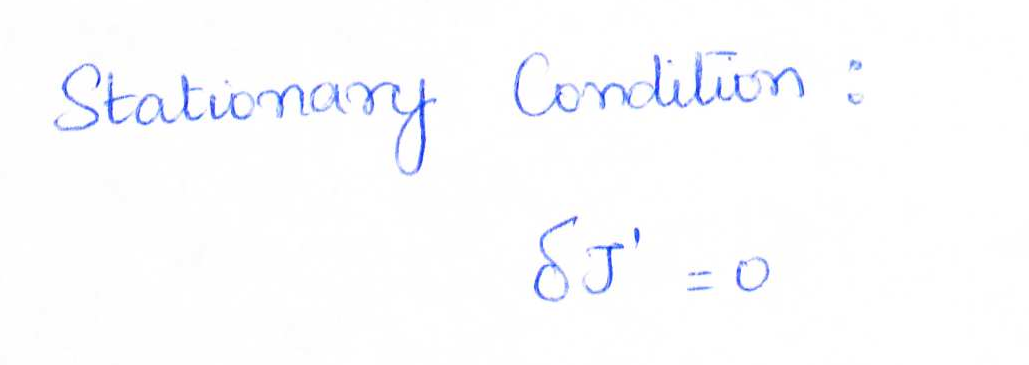 Stationary Condition :
δJ' = 0